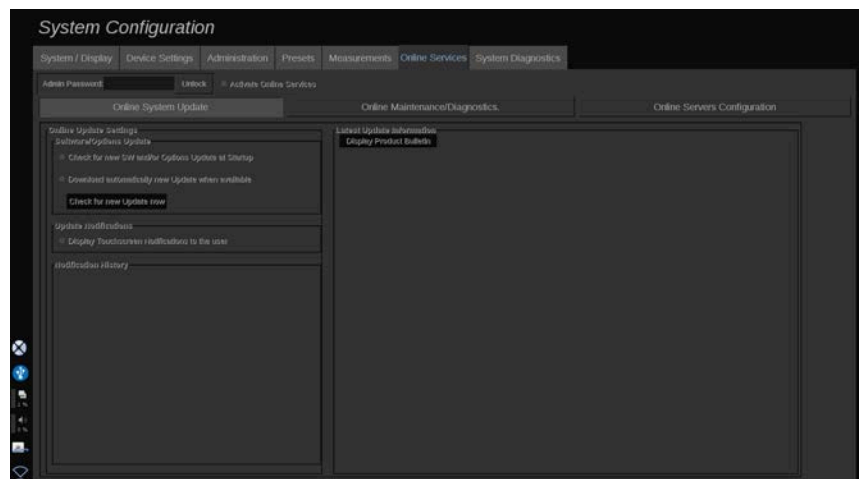 System Configuration
System / Display Device Settings Administration Presets Measurements Online Services System Diagnostics
Admin Password: Unlock Activate Online Services
Online System Update Online Maintenance/Diagnostics. Online Servers Configuration
Online Update Settings
Software/Options Update
Check for new SW and/or Options Update at Startup
Download automatically new Update when available
Check for new Update now
Update Notifications
Display Touchscreen Notifications to the user
Notification History
Latest Update Information
Display Product Bulletin